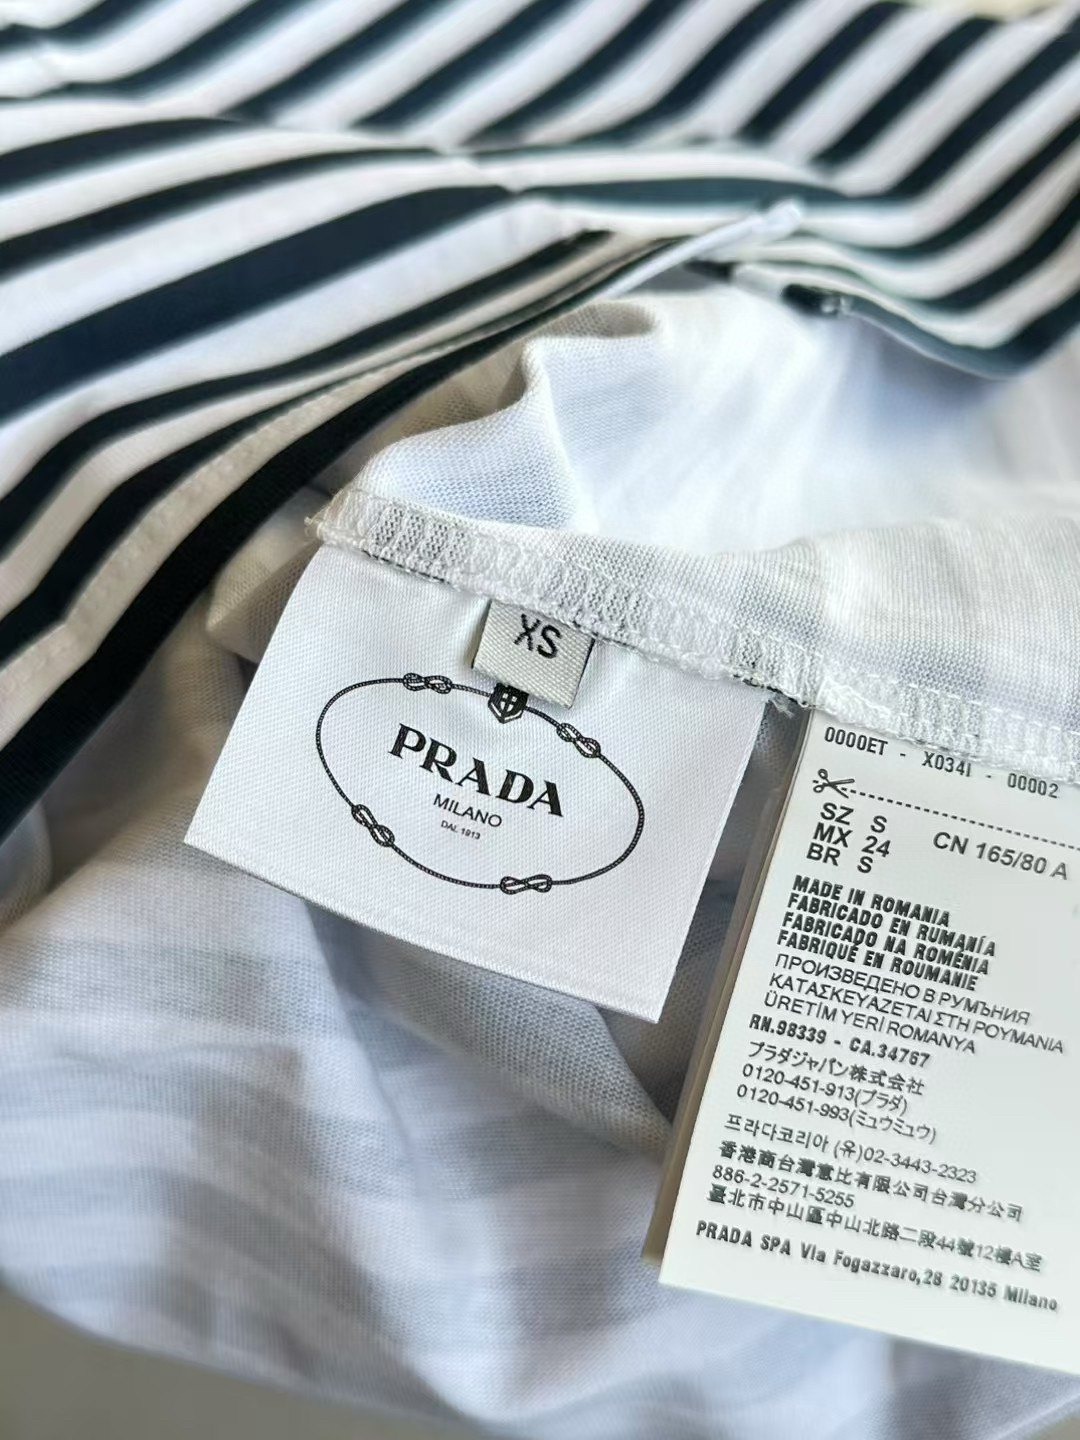 XS
PRADA
MILANO
DAL 1913
0000ET - X034I - 00002
SZ S
MX 24
BR S
CN 165/80 A
MADE IN ROMANIA
FABRICADO EN RUMANÍA
FABRICADO NA ROMÉNIA
FABRIQUÉ EN ROUMANIE
ПРОИЗВЕДЕНО В РУМЪНИЯ
ΚΑΤΑΣΚΕΥΑΖΕΤΑΙ ΣΤΗ ΡΟΥΜΑΝΙΑ
ÜRETİM YERİ ROMANYA
RN.98339 - CA.34767
プラダジャパン株式会社
0120-451-913(プラダ)
0120-451-993(ミュウミュウ)
프라다코리아 (유)02-3443-2323
香港商台灣意比有限公司台灣分公司
886-2-2571-5255
臺北市中山區中山北路二段44號12樓A室
PRADA SPA Via Fogazzaro,28 20135 Milano